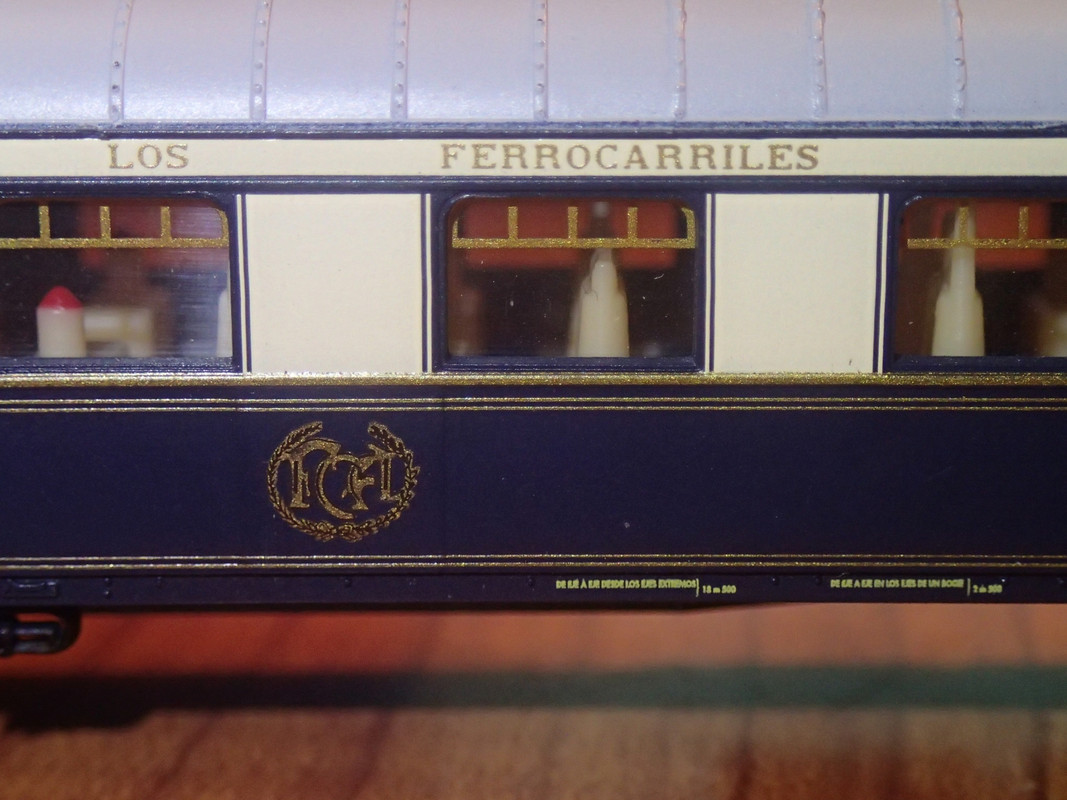 LOS FERROCARRILES
DE EJE À EJE DESDE LOS EJES EXTREMOS 18 m 500
DE EJE A EJE EN LOS EJES DE UN BOGIE 2 m 500